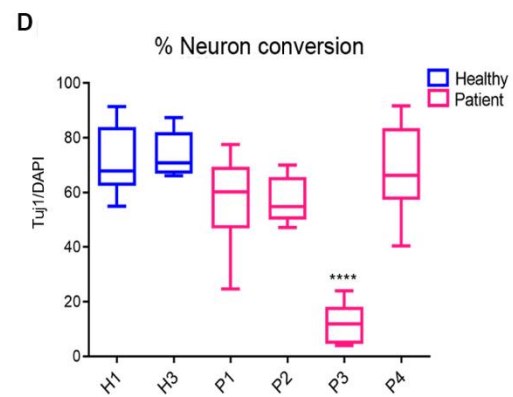 D
% Neuron conversion
Healthy
Patient
Tuj1/DAPI
100
80
60
40
20
0
****
H1
H3
P1
P2
P3
P4